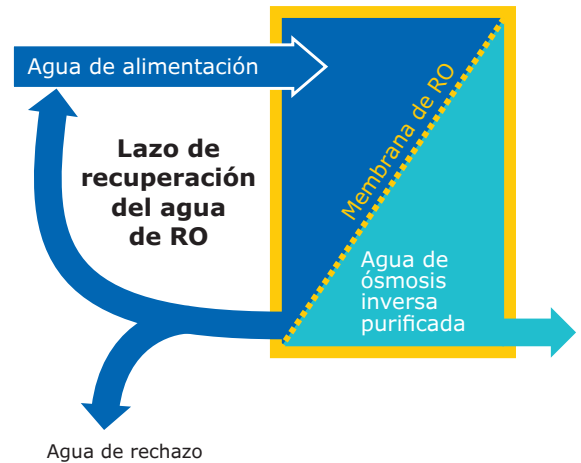 Agua de alimentación
Lazo de
recuperación
del agua
de RO
Membrana de RO
Agua de
ósmosis
inversa
purificada
Agua de rechazo